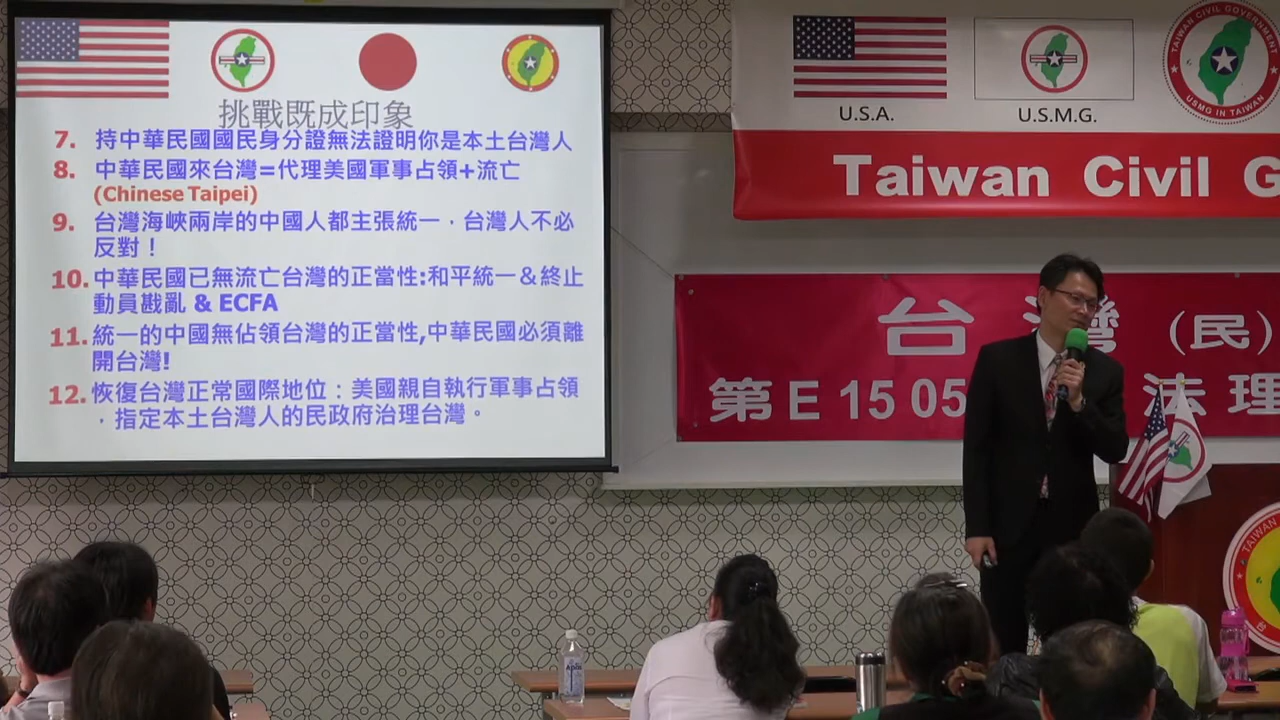 挑戰既成印象
7. 持中華民國國民身分證無法證明你是本土台灣人
8. 中華民國來台灣=代理美國軍事占領+流亡
(Chinese Taipei)
9. 台灣海峽兩岸的中國人都主張統一，台灣人不必
反對！
10. 中華民國已無流亡台灣的正當性:和平統一＆終止
動員戡亂 & ECFA
11. 統一的中國無佔領台灣的正當性,中華民國必須離
開台灣!
12. 恢復台灣正常國際地位：美國親自執行軍事占領
，指定本土台灣人的民政府治理台灣。
U.S.A.
U.S.M.G.
TAIWAN CIVIL GOVERNMENT
USMG IN TAIWAN
Taiwan Civil G
台灣（民）
第 E 15 05 法理